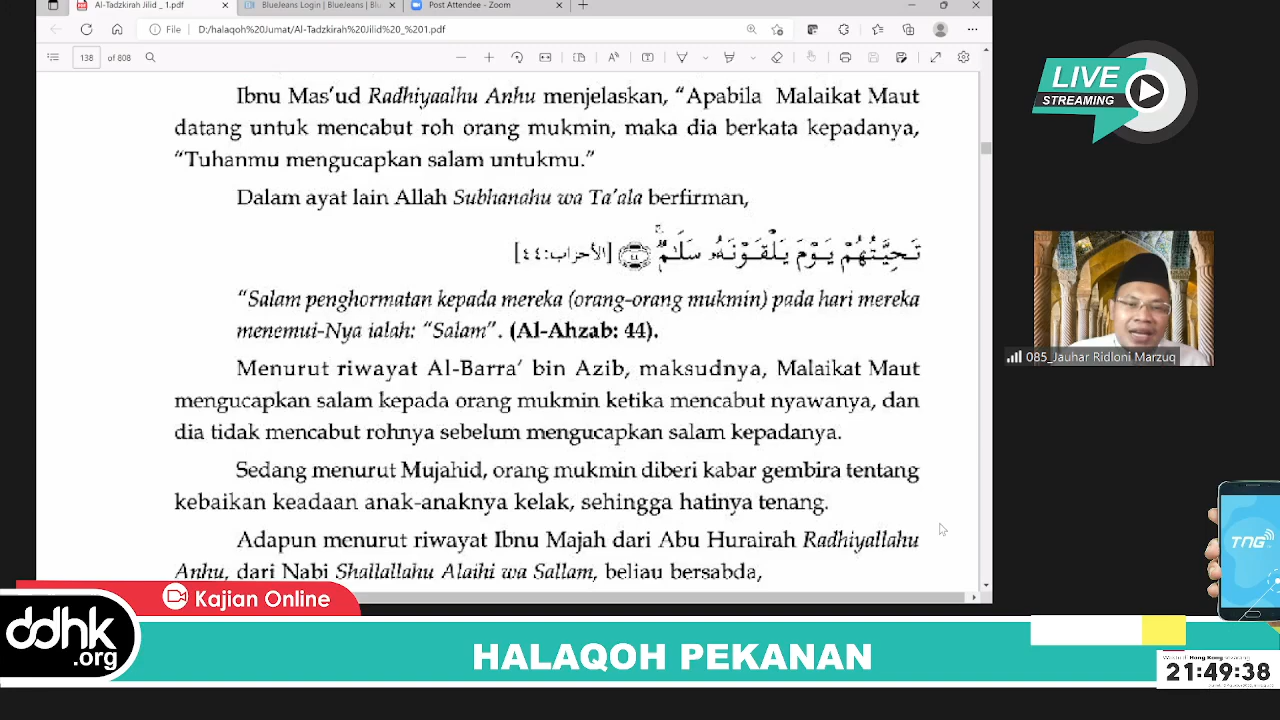 Al-Tadzkirah Jilid _ 1.pdf
BlueJeans Login | BlueJeans | Bl
Post Attendee - Zoom
File
D:/halaqoh%20Jumat/Al-Tadzkirah%20Jilid%20_%201.pdf
138 of 808
Ibnu Mas'ud Radhiyaalhu Anhu menjelaskan, "Apabila Malaikat Maut
datang untuk mencabut roh orang mukmin, maka dia berkata kepadanya,
"Tuhanmu mengucapkan salam untukmu."
Dalam ayat lain Allah Subhanahu wa Ta'ala berfirman,
تَحِيَّتُهُمْ يَوْمَ يَلْقَوْنَهُۥ سَلَـٰمٌ ۚ ٤٤ [الأحزاب:٤٤]
"Salam penghormatan kepada mereka (orang-orang mukmin) pada hari mereka
menemui-Nya ialah: "Salam". (Al-Ahzab: 44).
Menurut riwayat Al-Barra' bin Azib, maksudnya, Malaikat Maut
mengucapkan salam kepada orang mukmin ketika mencabut nyawanya, dan
dia tidak mencabut rohnya sebelum mengucapkan salam kepadanya.
Sedang menurut Mujahid, orang mukmin diberi kabar gembira tentang
kebaikan keadaan anak-anaknya kelak, sehingga hatinya tenang.
Adapun menurut riwayat Ibnu Majah dari Abu Hurairah Radhiyallahu
Anhu, dari Nabi Shallallahu Alaihi wa Sallam, beliau bersabda,
LIVE
STREAMING
085_Jauhar Ridloni Marzuq
TNG
Kajian Online
ddhk
.org
HALAQOH PEKANAN
21:49:38